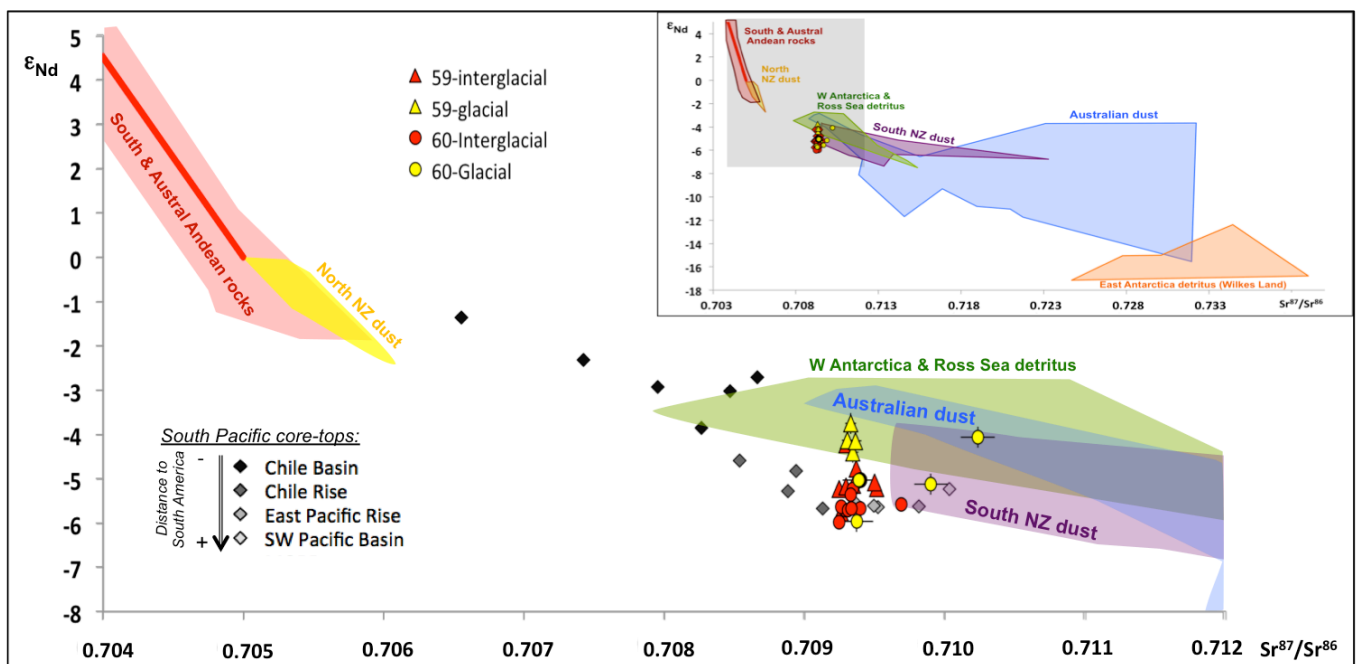 5
4
3
2
1
0
-1
-2
-3
-4
-5
-6
-7
-8
εNd
0.704
0.705
0.706
0.707
0.708
0.709
0.710
0.711
0.712
Sr87/Sr86
South & Austral Andean rocks
North NZ dust
59-interglacial
59-glacial
60-Interglacial
60-Glacial
South Pacific core-tops:
Distance to
South America
-
+
Chile Basin
Chile Rise
East Pacific Rise
SW Pacific Basin
W Antarctica & Ross Sea detritus
Australian dust
South NZ dust
εNd
4
2
0
-2
-4
-6
-8
-10
-12
-14
-16
-18
0.703
0.708
0.713
0.718
0.723
0.728
0.733
Sr87/Sr86
South & Austral
Andean rocks
North
NZ dust
W Antarctica &
Ross Sea detritus
South NZ dust
Australian dust
East Antarctica detritus (Wilkes Land)